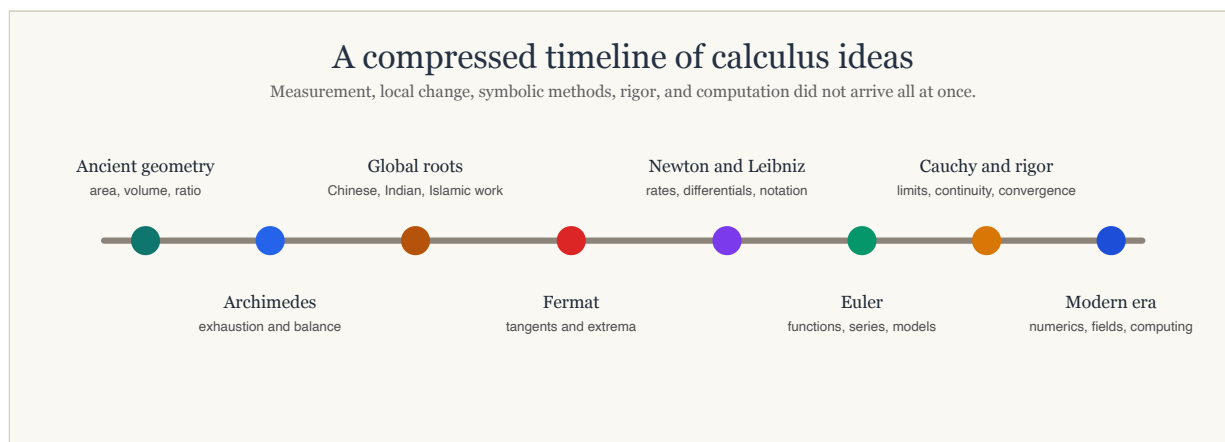 A compressed timeline of calculus ideas
Measurement, local change, symbolic methods, rigor, and computation did not arrive all at once.
Ancient geometry
area, volume, ratio
Archimedes
exhaustion and balance
Global roots
Chinese, Indian, Islamic work
Fermat
tangents and extrema
Newton and Leibniz
rates, differentials, notation
Euler
functions, series, models
Cauchy and rigor
limits, continuity, convergence
Modern era
numerics, fields, computing